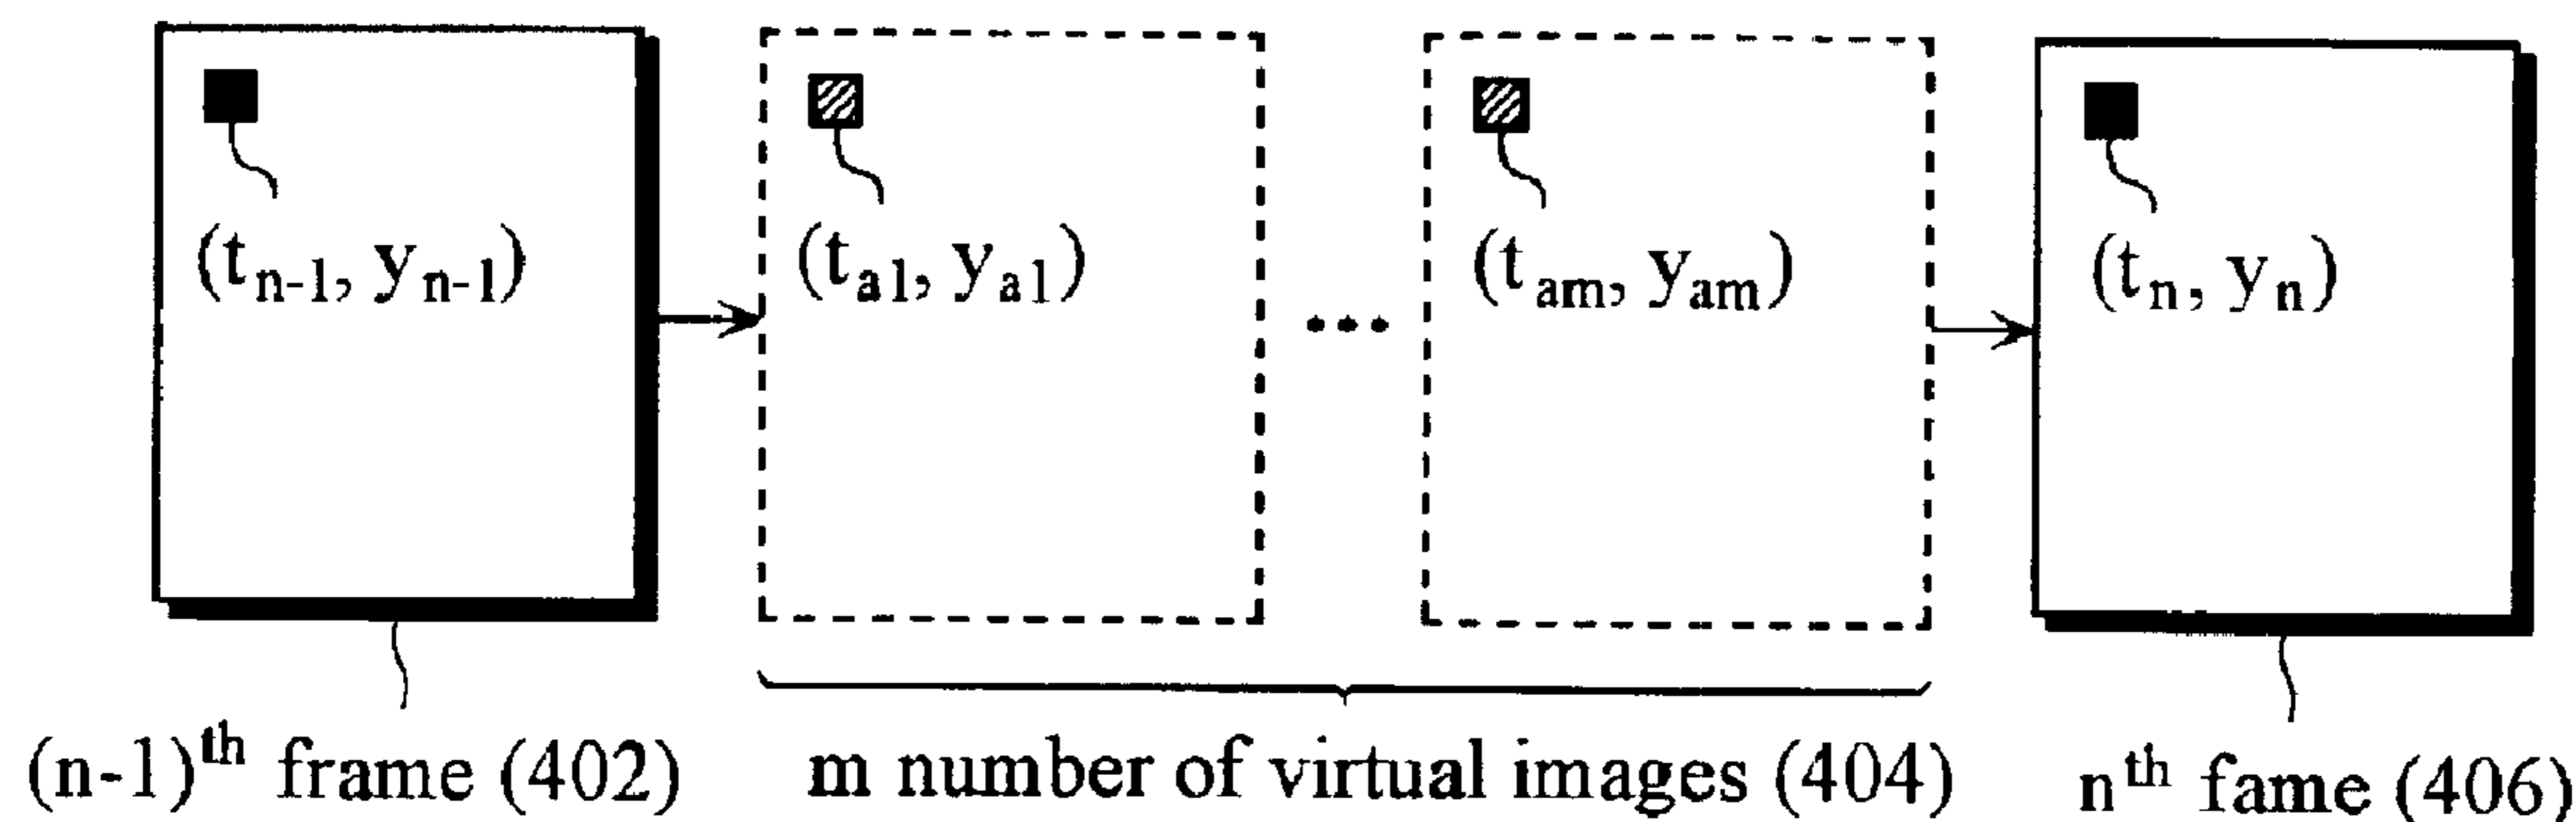 (tn-1, yn-1) (ta1, ya1) ... (tam, yam) (tn, yn)
(n-1)th frame (402) m number of virtual images (404) nth fame (406)